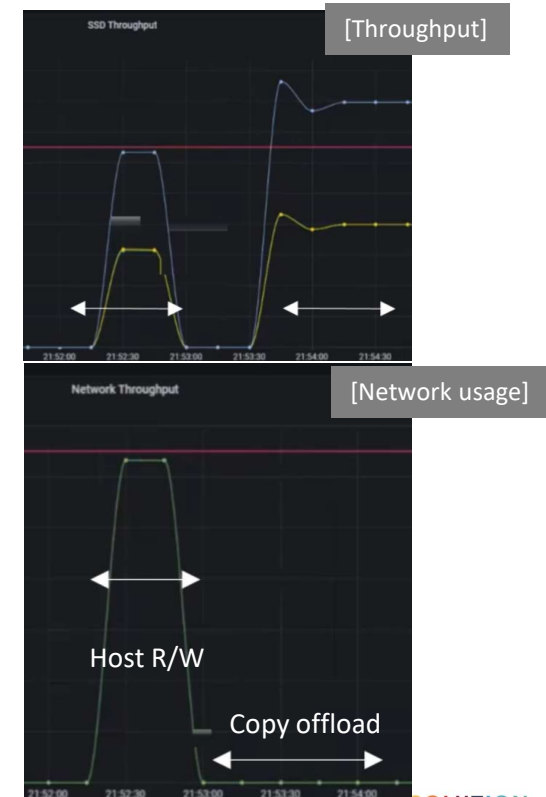 SSD Throughput
[Throughput]
21:52:00 21:52:30 21:53:00 21:53:30 21:54:00 21:54:30
Network Throughput
[Network usage]
Host R/W
Copy offload
21:52:00 21:52:30 21:53:00 21:53:30 21:54:00